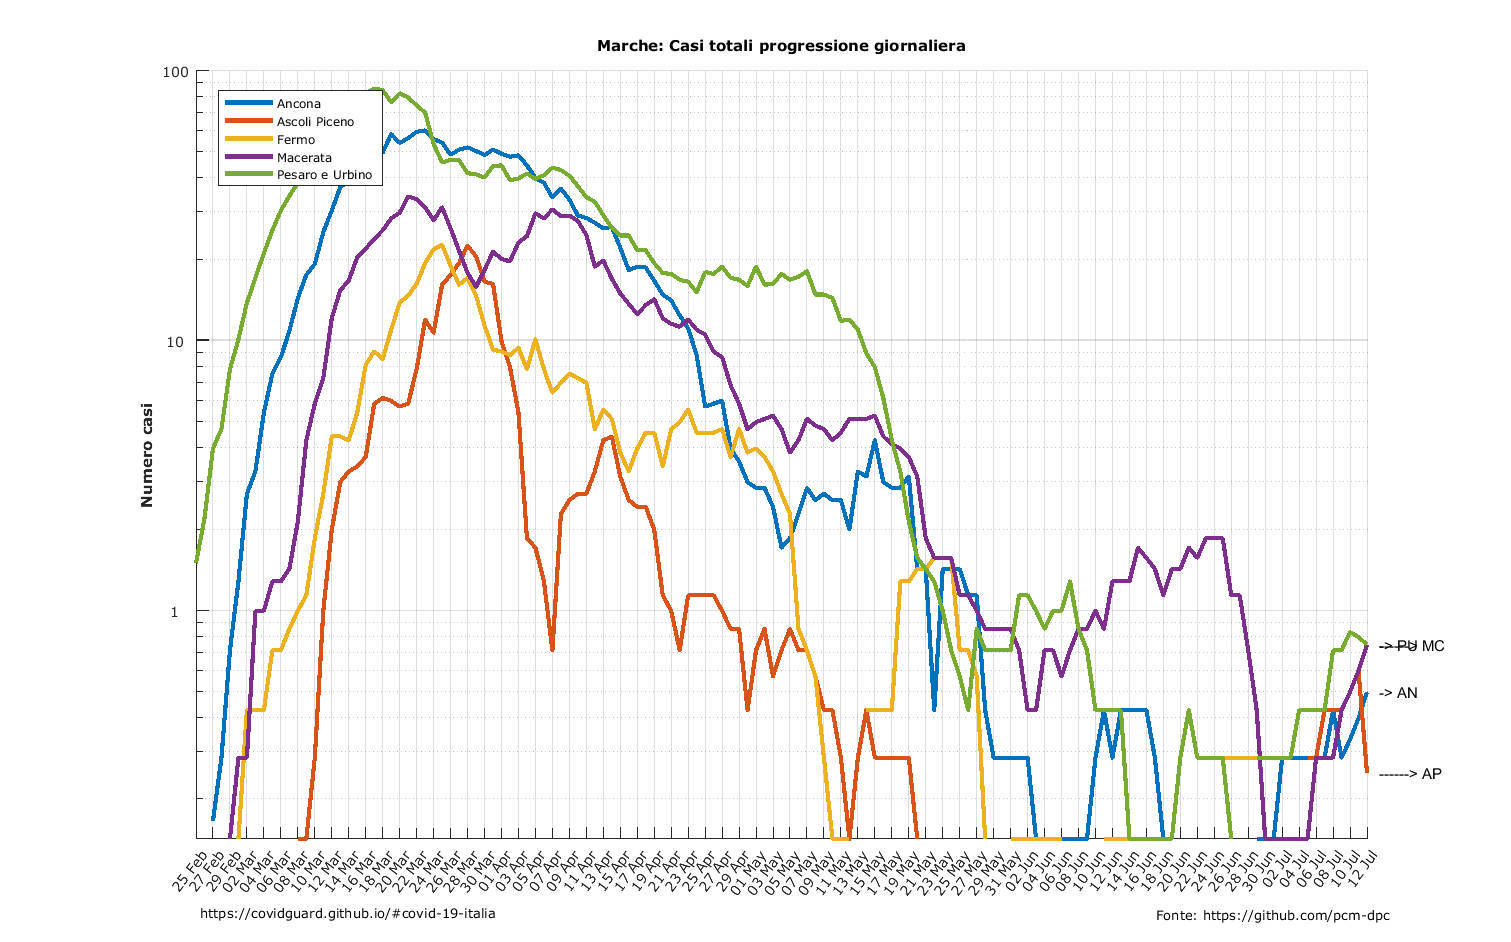 Marche: Casi totali progressione giornaliera
100
10
1
Numero casi
Ancona
Ascoli Piceno
Fermo
Macerata
Pesaro e Urbino
-> PU MC
-> AN
------> AP
25 Feb
27 Feb
29 Feb
02 Mar
04 Mar
06 Mar
08 Mar
10 Mar
12 Mar
14 Mar
16 Mar
18 Mar
20 Mar
22 Mar
24 Mar
26 Mar
28 Mar
30 Mar
01 Apr
03 Apr
05 Apr
07 Apr
09 Apr
11 Apr
13 Apr
15 Apr
17 Apr
19 Apr
21 Apr
23 Apr
25 Apr
27 Apr
29 Apr
01 May
03 May
05 May
07 May
09 May
11 May
13 May
15 May
17 May
19 May
21 May
23 May
25 May
27 May
29 May
31 May
02 Jun
04 Jun
06 Jun
08 Jun
10 Jun
12 Jun
14 Jun
16 Jun
18 Jun
20 Jun
22 Jun
24 Jun
26 Jun
28 Jun
30 Jun
02 Jul
04 Jul
06 Jul
08 Jul
10 Jul
12 Jul
https://covidguard.github.io/#covid-19-italia
Fonte: https://github.com/pcm-dpc